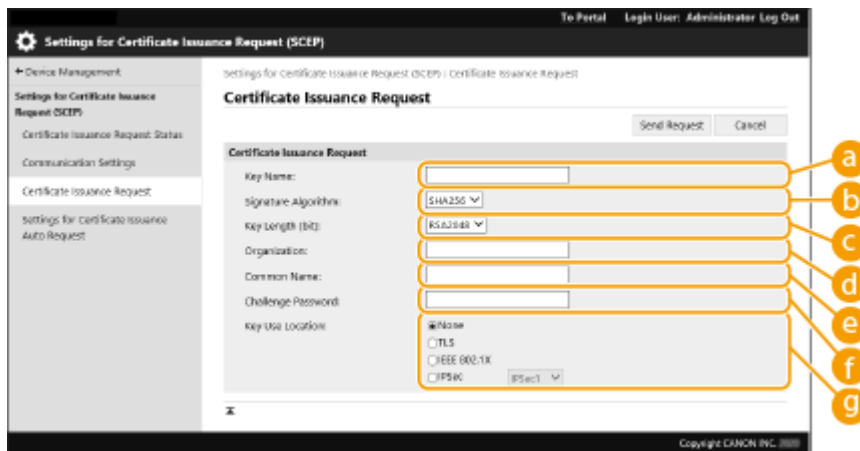 To Portal Login User: Administrator Log Out
Settings for Certificate Issuance Request (SCEP)
Device Management
Settings for Certificate Issuance Request (SCEP) : Certificate Issuance Request
Settings for Certificate Issuance
Request (SCEP)
Certificate Issuance Request
Send Request Cancel
Certificate Issuance Request Status
Communication Settings
Certificate Issuance Request
Settings for Certificate Issuance
Auto Request
Certificate Issuance Request
Key Name:
a
Signature Algorithm:
SHA256
b
Key Length (bit):
RSA2048
c
Organization:
d
Common Name:
e
Challenge Password:
f
Key Use Location:
None
TLS
IEEE 802.1X
IPSec IPSec1
g
Copyright CANON INC.